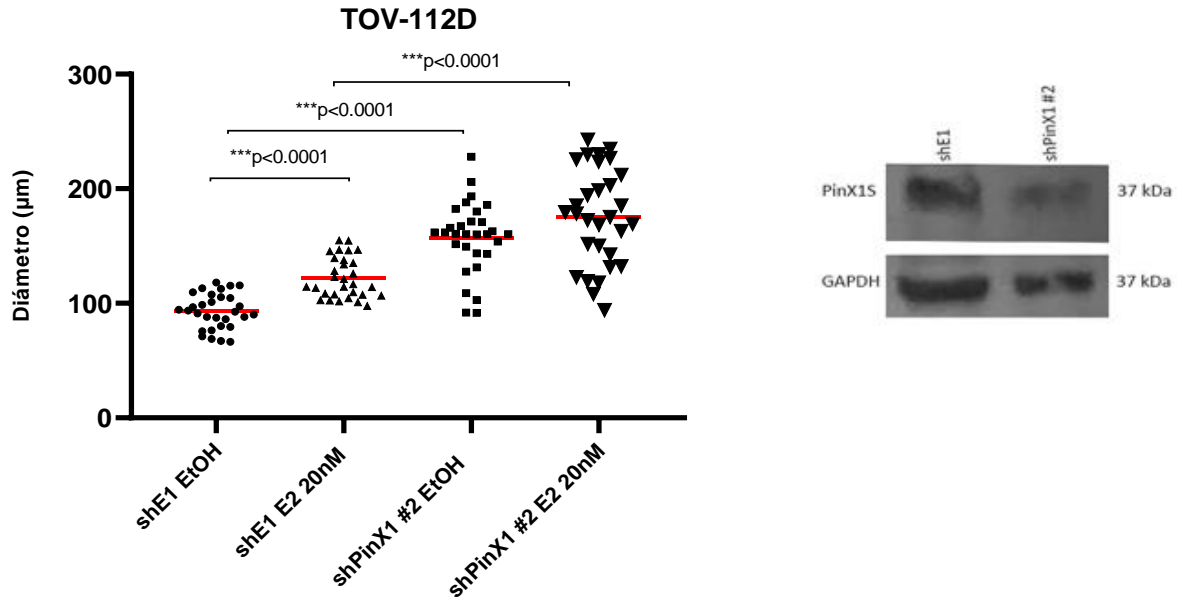 TOV-112D
***p<0.0001
***p<0.0001
***p<0.0001
300
200
100
0
Diámetro (µm)
shE1 EtOH
shE1 E2 20nM
shPinX1 #2 EtOH
shPinX1 #2 E2 20nM
shE1
shPinX1 #2
PinX1S
37 kDa
GAPDH
37 kDa